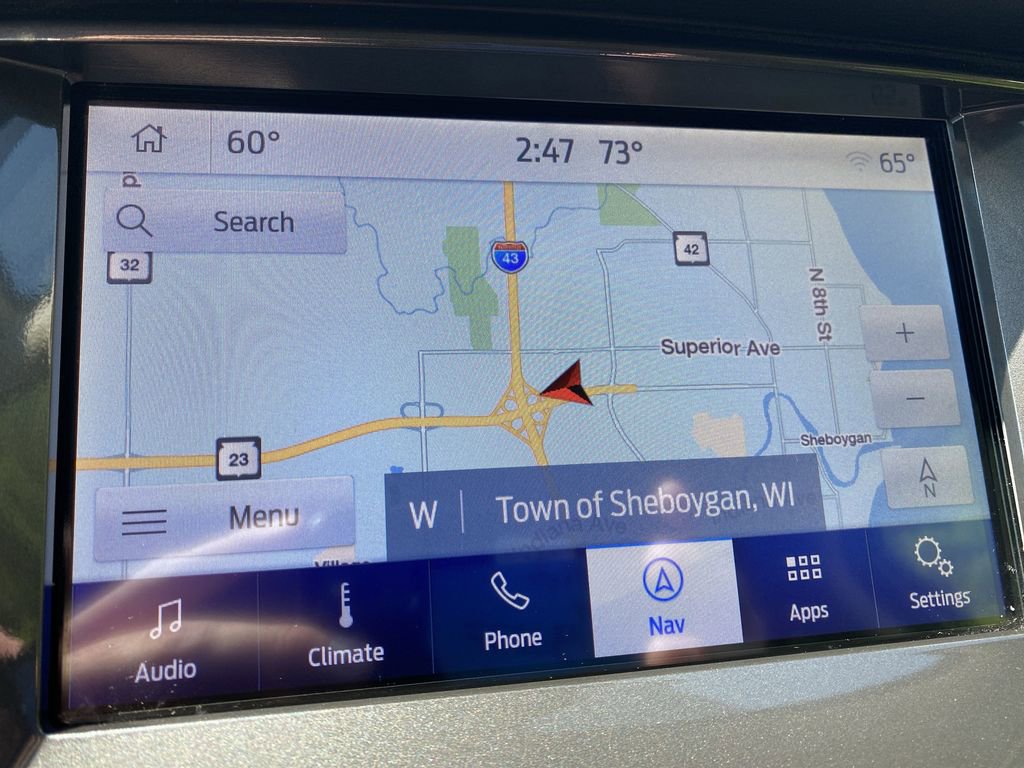 60°
2:47 73°
65°
Search
32
43
42
N 8th St
+
Superior Ave
−
Sheboygan
23
N
W | Town of Sheboygan, WI
Menu
Audio
Climate
Phone
Nav
Apps
Settings